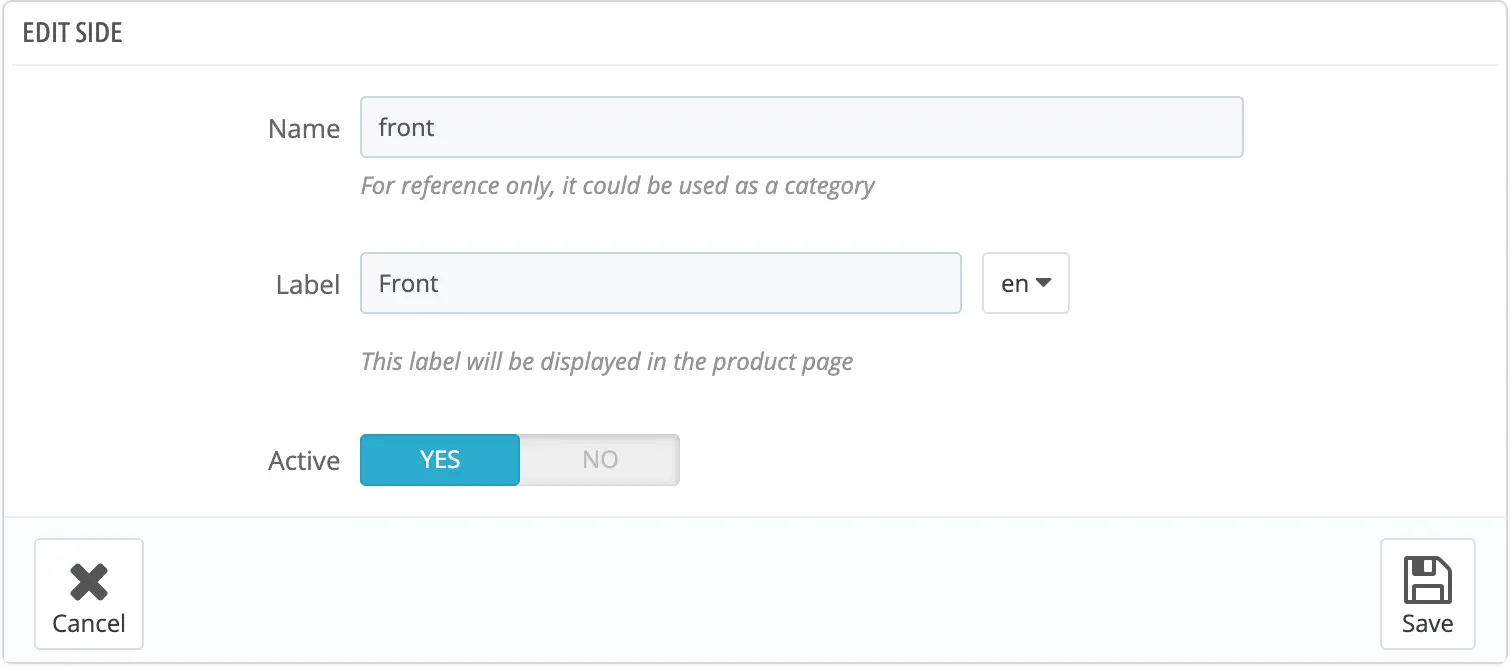 EDIT SIDE
Name front
For reference only, it could be used as a category
Label Front en
This label will be displayed in the product page
Active YES NO
Cancel Save